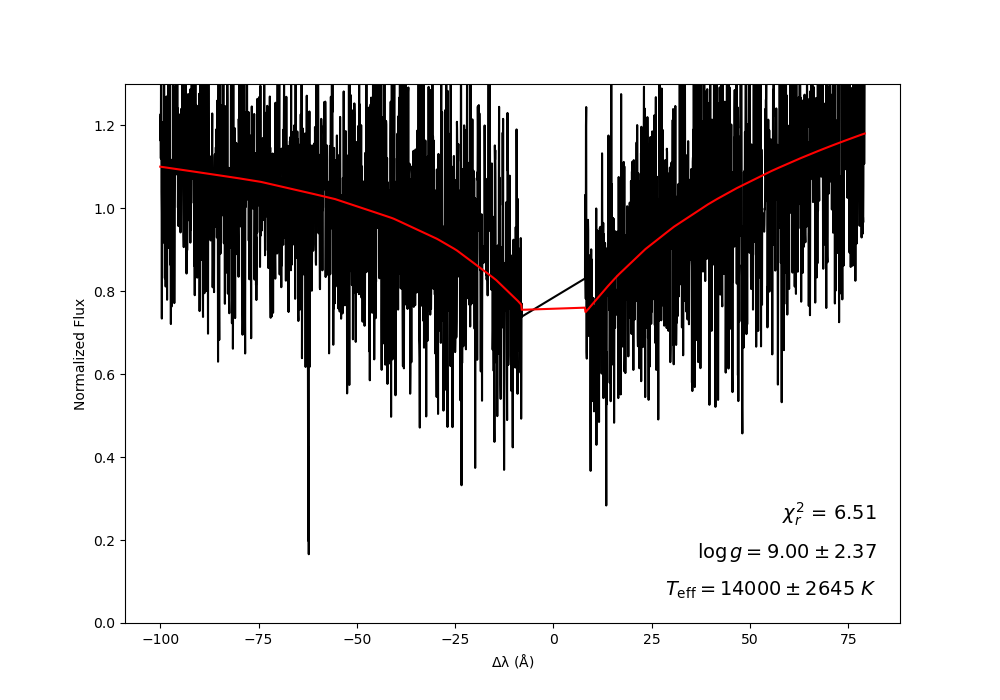 Normalized Flux
1.2
1.0
0.8
0.6
0.4
0.2
0.0
χ²ᵣ = 6.51
log g = 9.00 ± 2.37
T_eff = 14000 ± 2645 K
−100 −75 −50 −25 0 25 50 75
Δλ (Å)